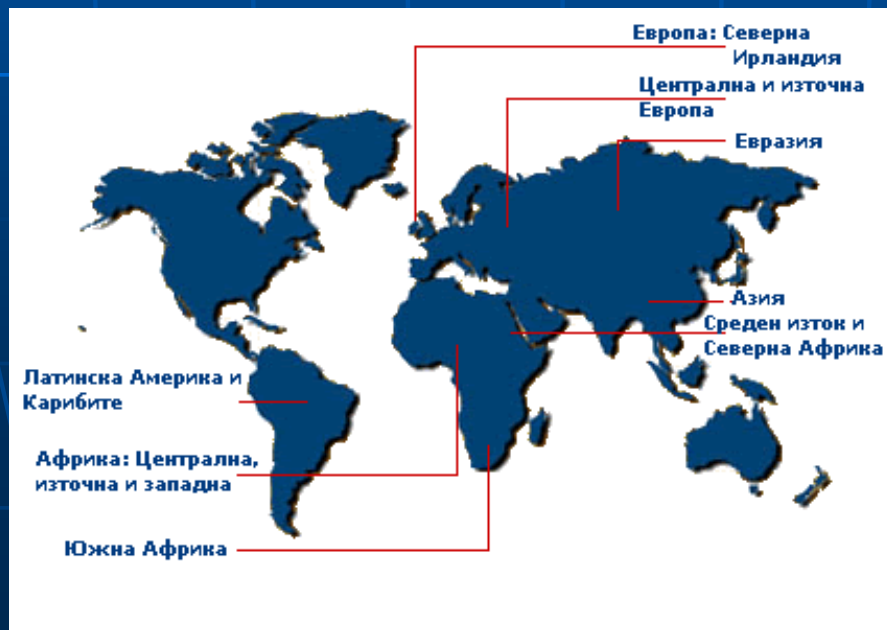 Европа: Северна
Ирландия
Централна и източна
Европа
Евразия
Азия
Среден изток и
Северна Африка
Латинска Америка и
Карибите
Африка: Централна,
източна и западна
Южна Африка